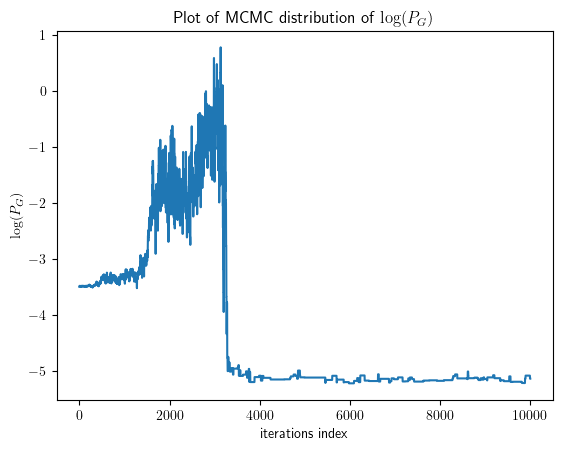 Plot of MCMC distribution of log(P_G)
log(P_G)
1
0
−1
−2
−3
−4
−5
0 2000 4000 6000 8000 10000
iterations index